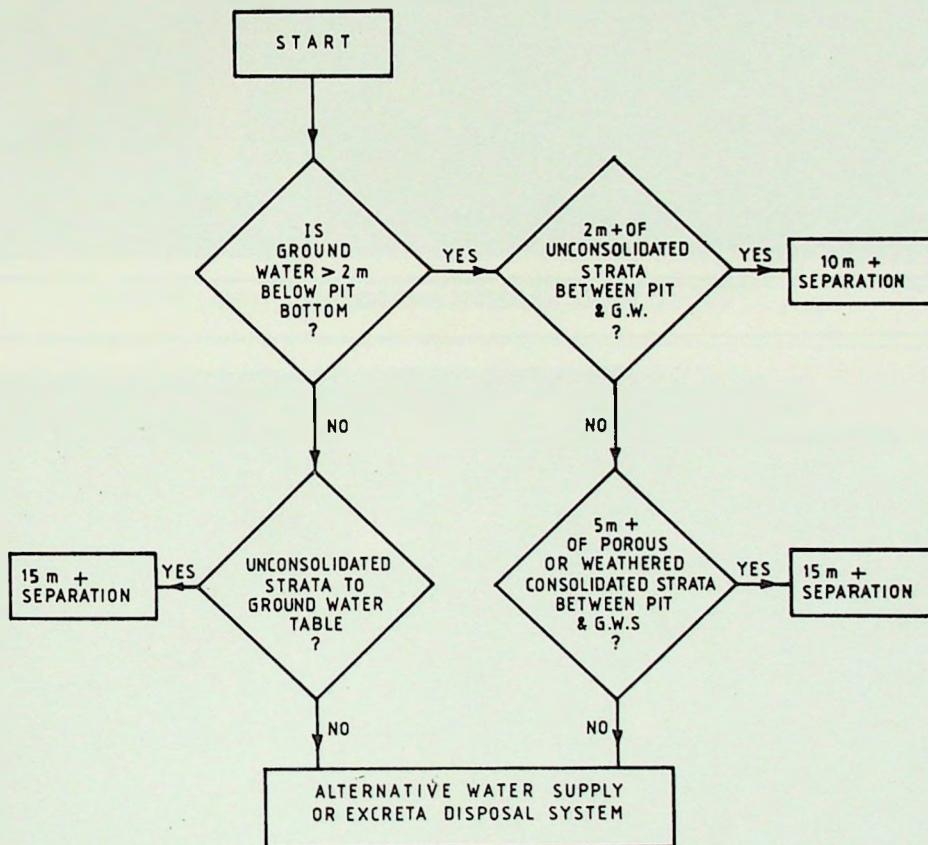 START
IS
GROUND
WATER > 2 m
BELOW PIT
BOTTOM
?
YES
2m + OF
UNCONSOLIDATED
STRATA
BETWEEN PIT
& G.W.
?
YES
10 m +
SEPARATION
NO
NO
15 m +
SEPARATION
YES
UNCONSOLIDATED
STRATA TO
GROUND WATER
TABLE
?
5m +
OF POROUS
OR WEATHERED
CONSOLIDATED STRATA
BETWEEN PIT
& G.W.S
?
YES
15 m +
SEPARATION
NO
NO
ALTERNATIVE WATER SUPPLY
OR EXCRETA DISPOSAL SYSTEM